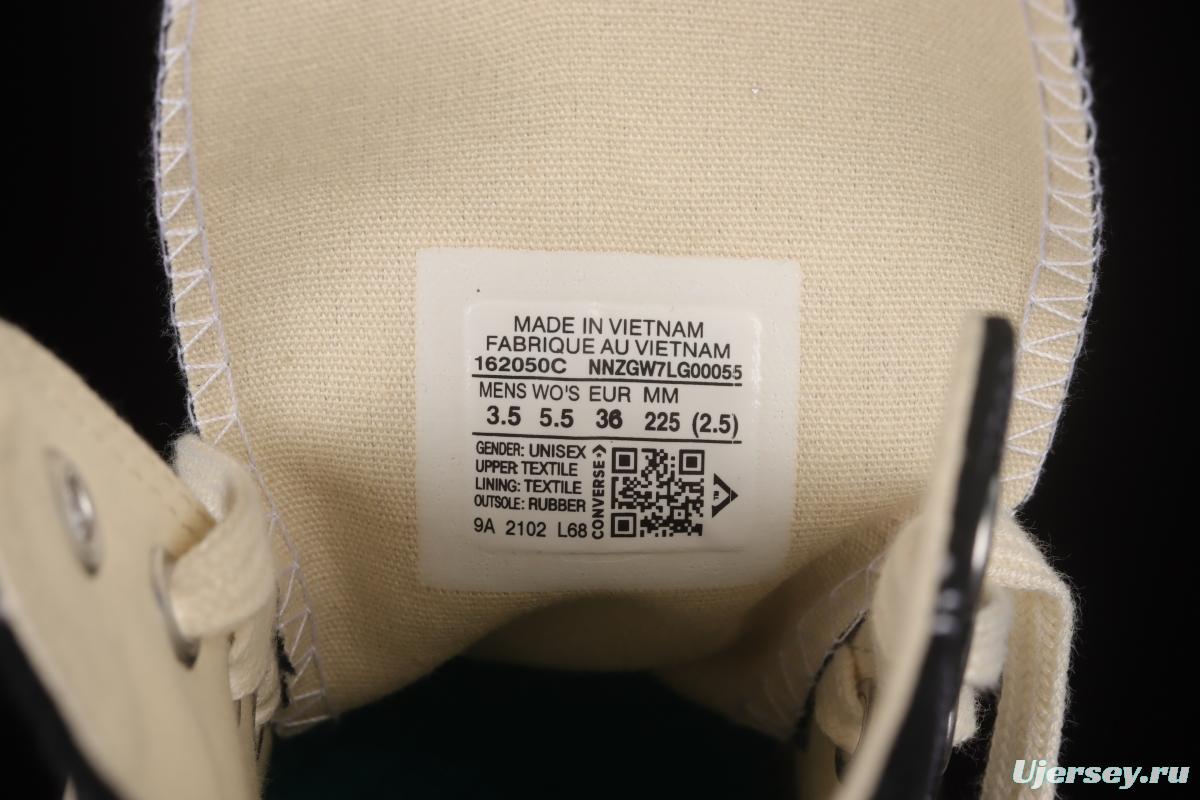 MADE IN VIETNAM
FABRIQUE AU VIETNAM
162050C NNZGW7LG00055
MENS WO'S EUR MM
3.5 5.5 36 225 (2.5)
GENDER: UNISEX
UPPER: TEXTILE
LINING: TEXTILE
OUTSOLE: RUBBER
9A 2102 L68
CONVERSE
Ujersey.ru